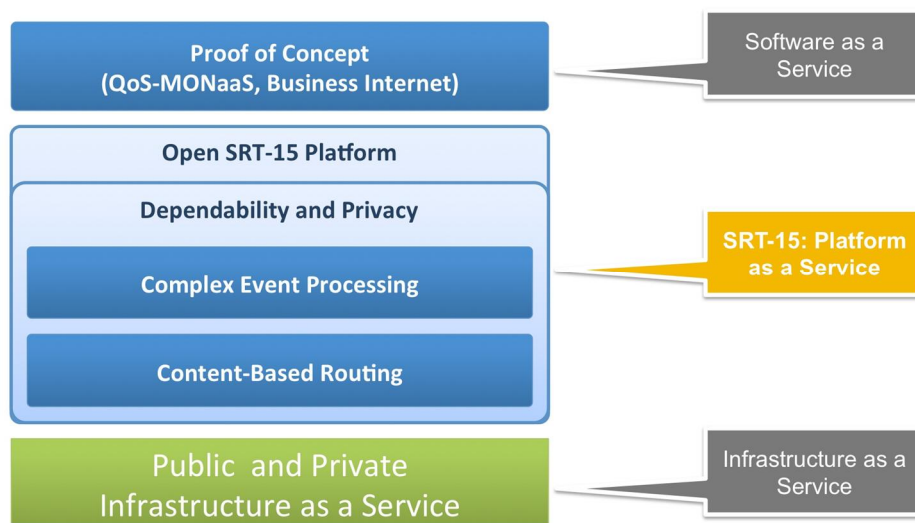 Proof of Concept
(QoS-MONaaS, Business Internet)
Software as a
Service
Open SRT-15 Platform
Dependability and Privacy
Complex Event Processing
Content-Based Routing
SRT-15: Platform
as a Service
Public and Private
Infrastructure as a Service
Infrastructure as a
Service